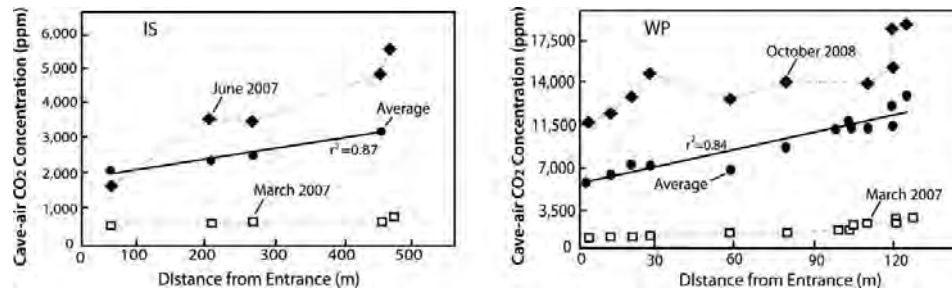 IS
Cave-air CO2 Concentration (ppm)
6,000
5,000
4,000
3,000
2,000
1,000
0
June 2007
Average
r2=0.87
March 2007
0
100
200
300
400
500
DIstance from Entrance (m)
WP
Cave-air CO2 Concentration (ppm)
17,500
14,000
11,500
7,000
3,500
0
October 2008
r2=0.84
Average
March 2007
0
30
60
90
120
DIstance from Entrance (m)